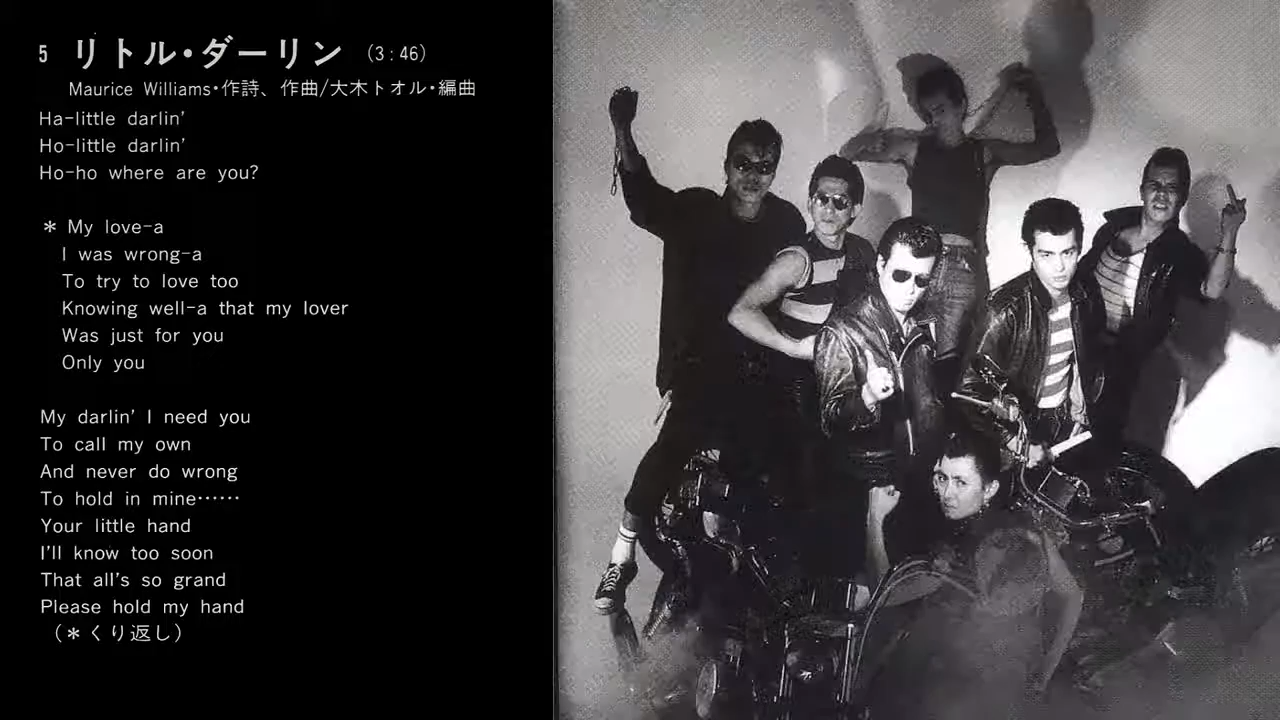 5 リトル・ダーリン (3:46)
Maurice Williams・作詩、作曲/大木トオル・編曲
Ha-little darlin'
Ho-little darlin'
Ho-ho where are you?
* My love-a
I was wrong-a
To try to love too
Knowing well-a that my lover
Was just for you
Only you
My darlin' I need you
To call my own
And never do wrong
To hold in mine……
Your little hand
I'll know too soon
That all's so grand
Please hold my hand
(*くり返し)